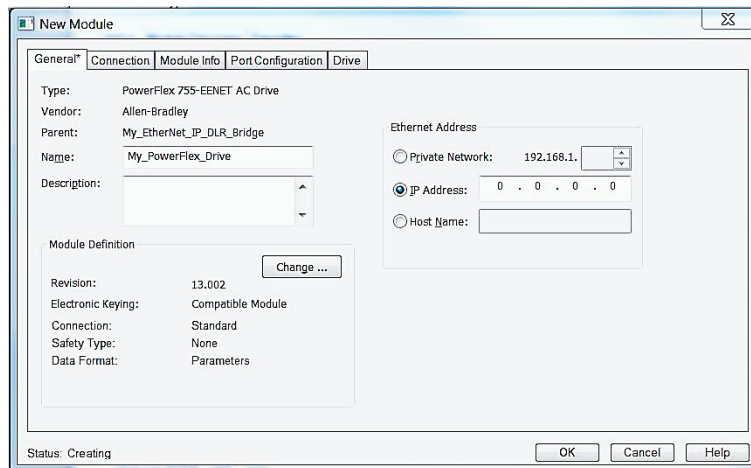 New Module
General* Connection Module Info Port Configuration Drive
Type: PowerFlex 755-EENET AC Drive
Vendor: Allen-Bradley
Parent: My_EtherNet_IP_DLR_Bridge
Name: My_PowerFlex_Drive
Description:
Ethernet Address
Private Network: 192.168.1.
IP Address: 0 . 0 . 0 . 0
Host Name:
Module Definition
Change ...
Revision: 13.002
Electronic Keying: Compatible Module
Connection: Standard
Safety Type: None
Data Format: Parameters
Status: Creating
OK Cancel Help